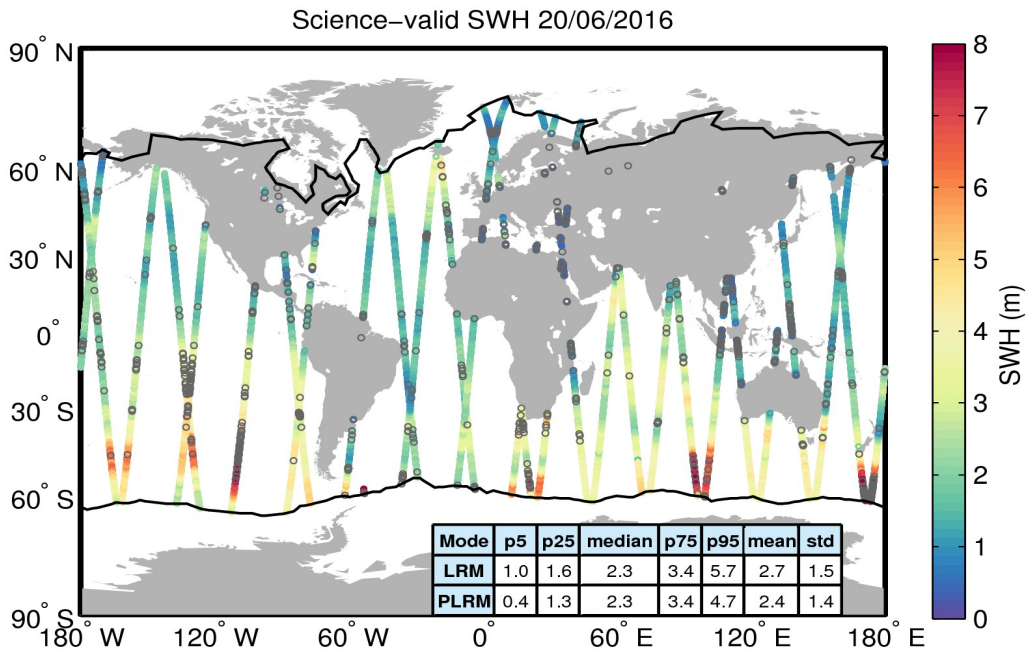 Science−valid SWH 20/06/2016
90° N
60° N
30° N
0°
30° S
60° S
90° S
180° W
120° W
60° W
0°
60° E
120° E
180° E
Mode p5 p25 median p75 p95 mean std
LRM 1.0 1.6 2.3 3.4 5.7 2.7 1.5
PLRM 0.4 1.3 2.3 3.4 4.7 2.4 1.4
8
7
6
5
4
3
2
1
0
SWH (m)